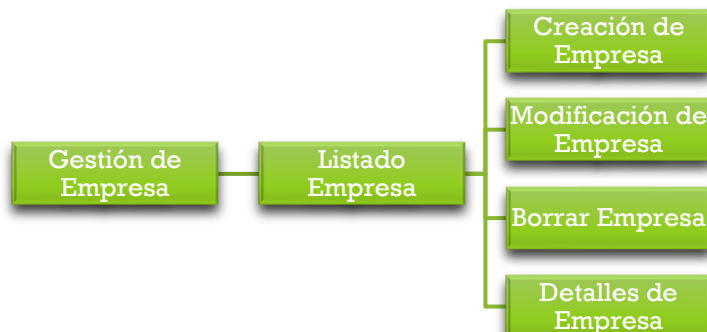 Creación de
Empresa
Modificación de
Empresa
Gestión de
Empresa
Listado
Empresa
Borrar Empresa
Detalles de
Empresa